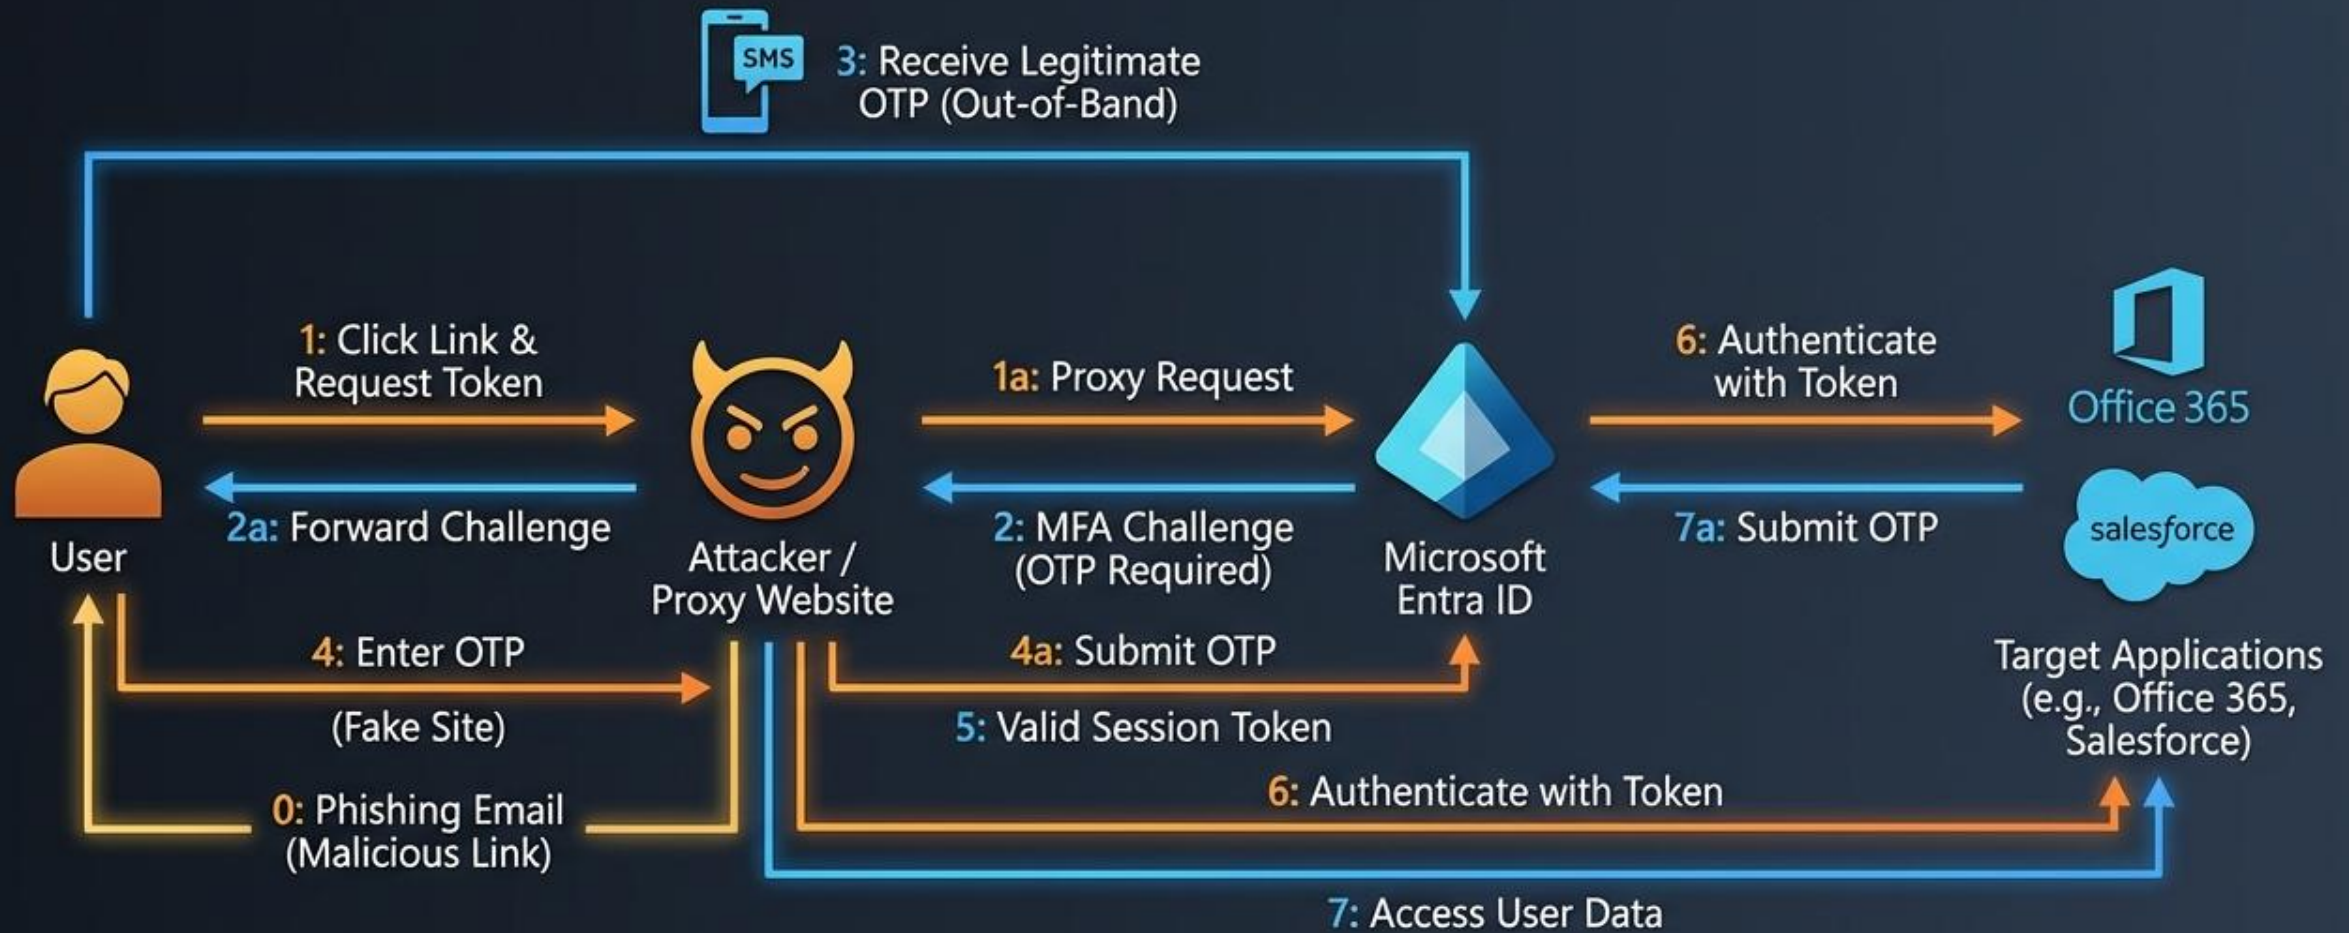 SMS
3: Receive Legitimate
OTP (Out-of-Band)
1: Click Link &
Request Token
1a: Proxy Request
6: Authenticate
with Token
Office 365
2a: Forward Challenge
2: MFA Challenge
(OTP Required)
7a: Submit OTP
salesforce
User
Attacker /
Proxy Website
Microsoft
Entra ID
4: Enter OTP
(Fake Site)
4a: Submit OTP
5: Valid Session Token
Target Applications
(e.g., Office 365,
Salesforce)
0: Phishing Email
(Malicious Link)
6: Authenticate with Token
7: Access User Data